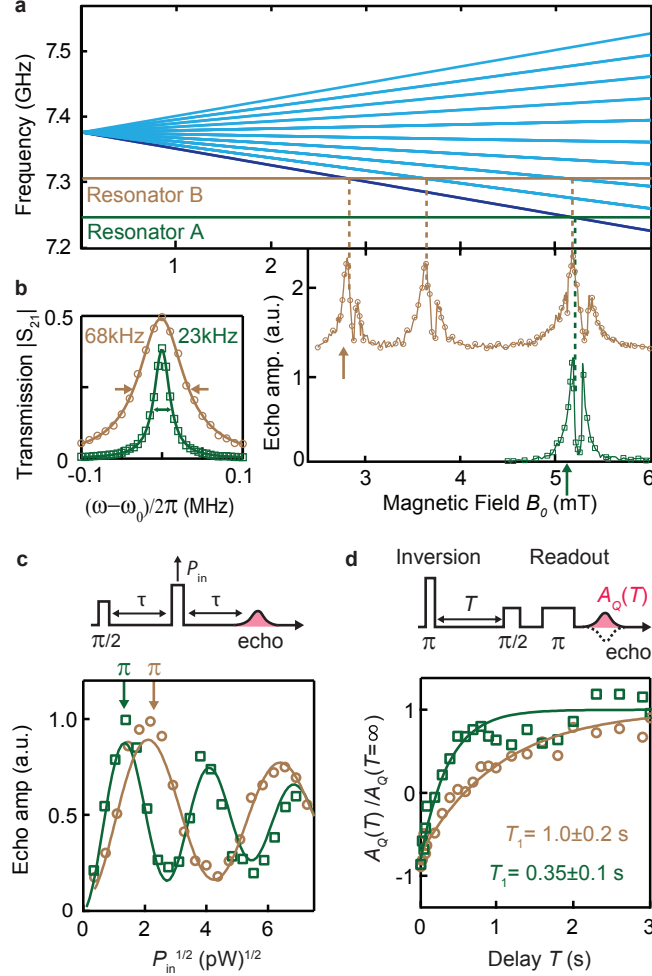 a
Frequency (GHz)
7.5
7.4
7.3
7.2
Resonator B
Resonator A
1
2
b
Transmission |S21|
0.5
0
68kHz
23kHz
-0.1
0.1
(ω−ω0)/2π (MHz)
Echo amp. (a.u.)
2
1
0
3
4
5
6
Magnetic Field B0 (mT)
c
Pin
τ
τ
π/2
echo
π
π
Echo amp (a.u.)
1.0
0.5
0
0
2
4
6
Pin1/2 (pW)1/2
d
Inversion
Readout
AQ(T)
T
π
π/2
π
echo
AQ(T) /AQ(T=∞)
1
0
-1
T1= 1.0±0.2 s
T1= 0.35±0.1 s
0
1
2
3
Delay T (s)